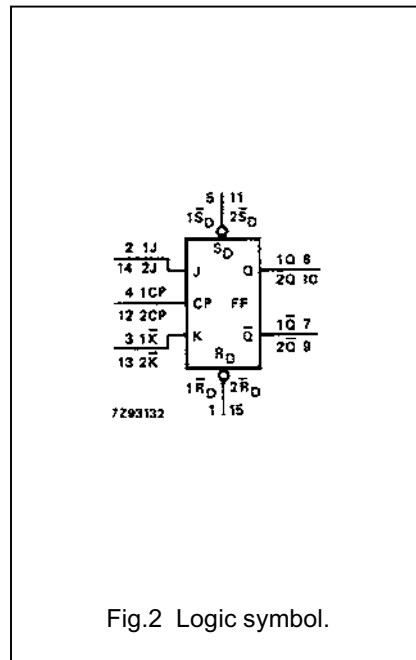 5 11
1S̅D 2S̅D
SD
2 1J
14 2J
J
Q
1Q 6
2Q 10
4 1CP
12 2CP
CP
FF
3 1K̅
13 2K̅
K
Q̅
1Q̅ 7
2Q̅ 9
RD
1R̅D 2R̅D
1 15
7Z93132
Fig.2 Logic symbol.